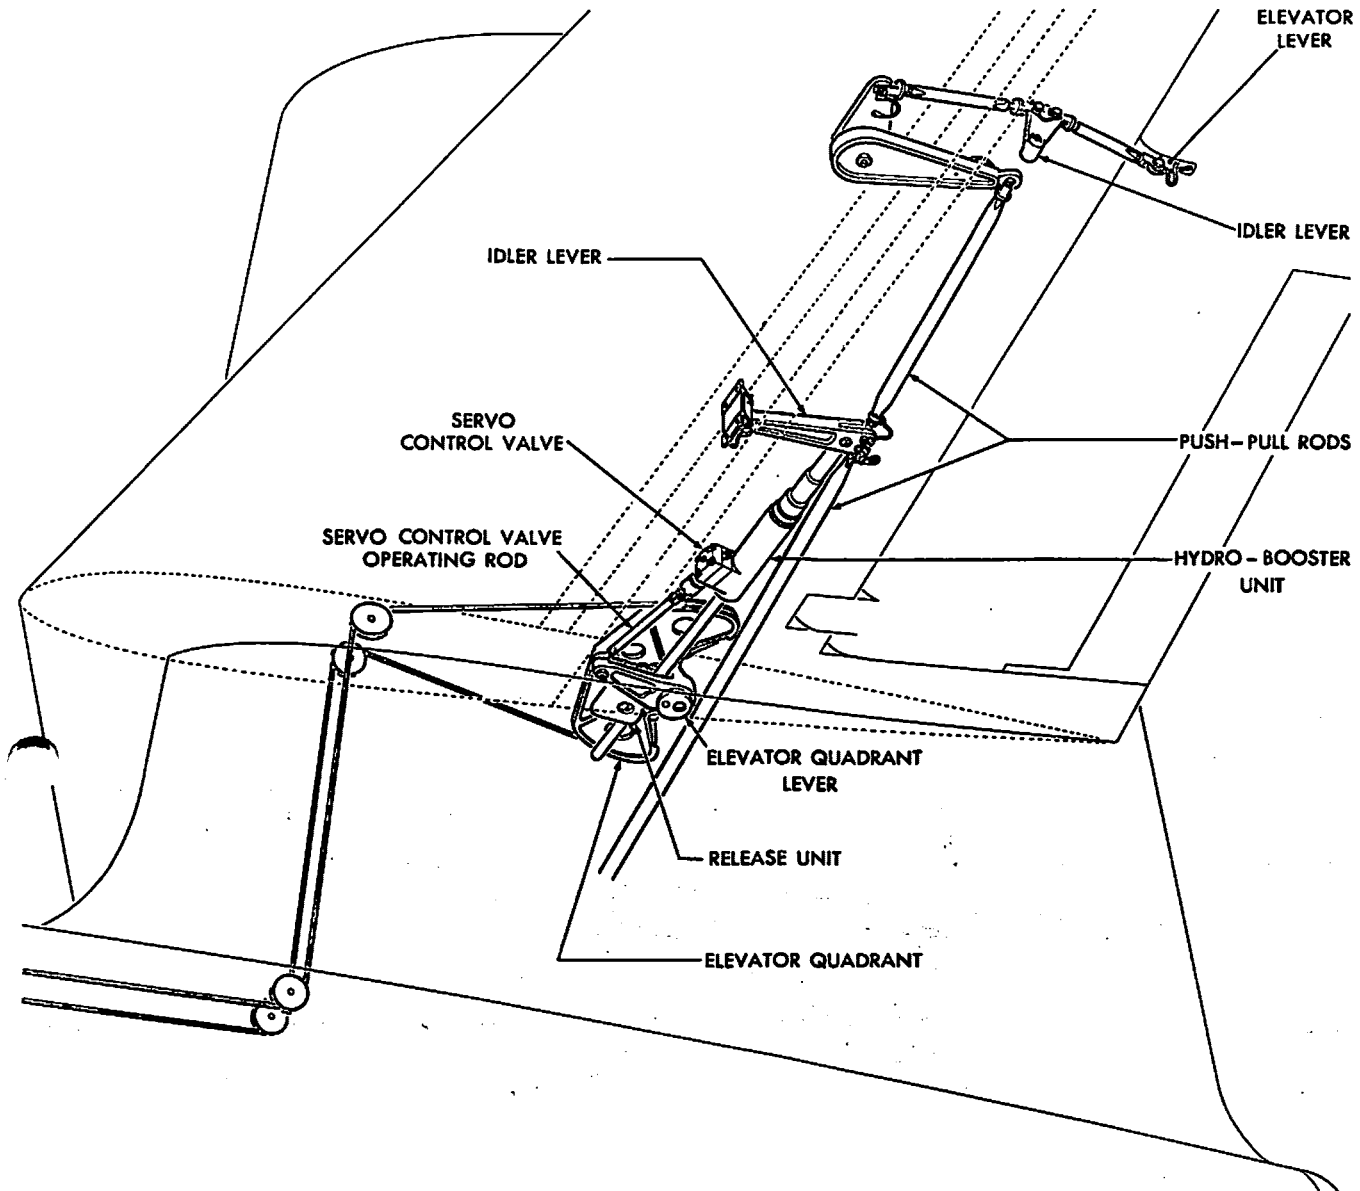 ELEVATOR
LEVER
IDLER LEVER
IDLER LEVER
SERVO
CONTROL VALVE
PUSH-PULL RODS
SERVO CONTROL VALVE
OPERATING ROD
HYDRO-BOOSTER
UNIT
ELEVATOR QUADRANT
LEVER
RELEASE UNIT
ELEVATOR QUADRANT